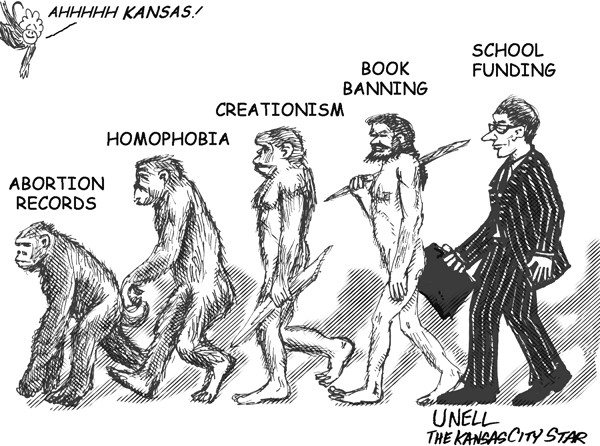 AHHHHH KANSAS!
ABORTION
RECORDS
HOMOPHOBIA
CREATIONISM
BOOK
BANNING
SCHOOL
FUNDING
UNELL
THE KANSAS CITY STAR